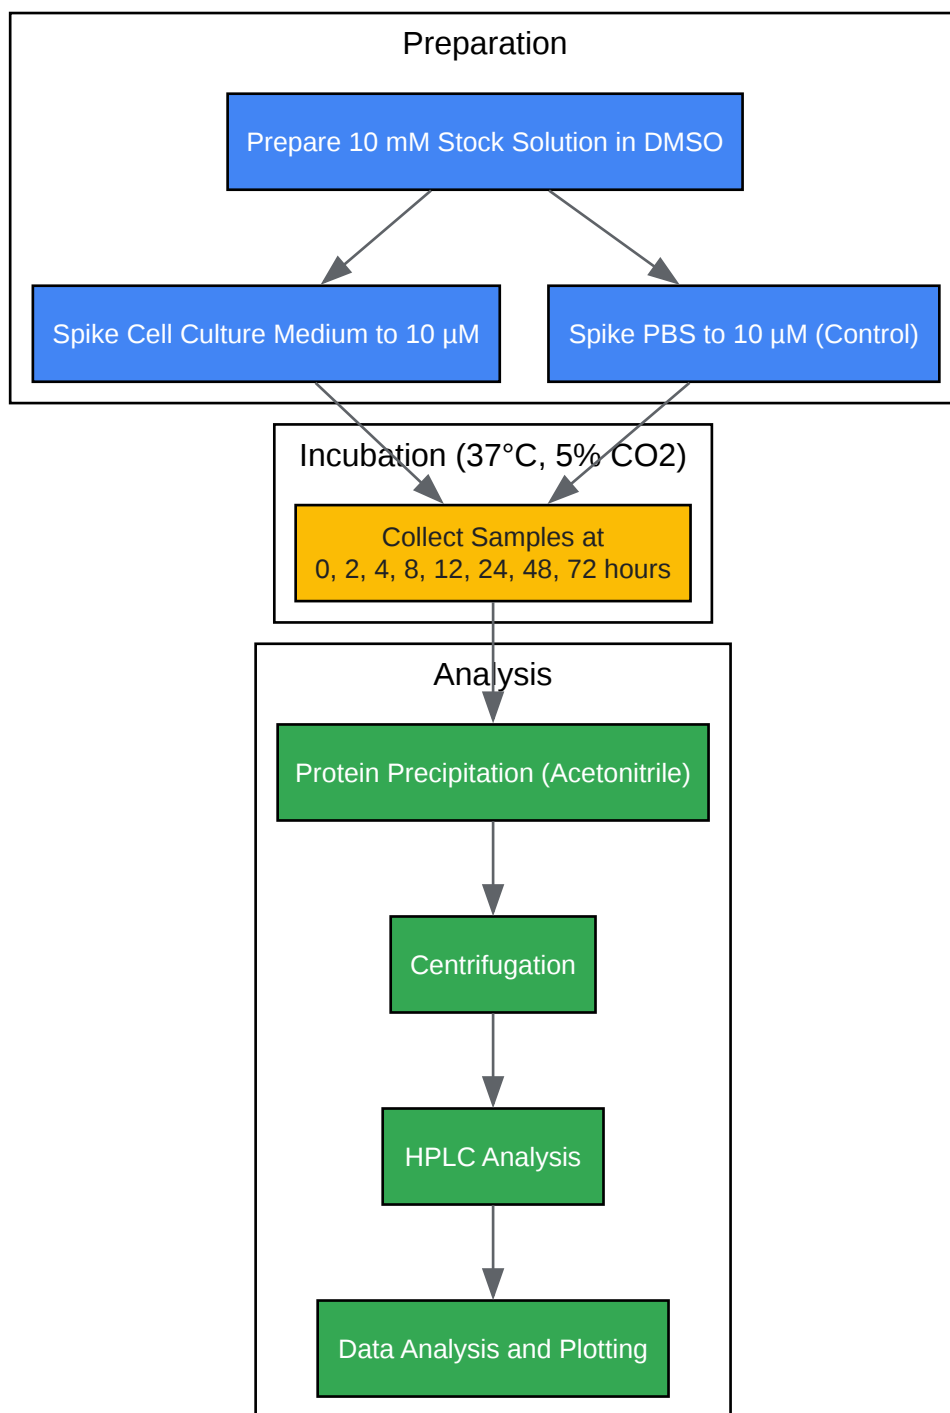 Preparation
Prepare 10 mM Stock Solution in DMSO
Spike Cell Culture Medium to 10 µM
Spike PBS to 10 µM (Control)
Incubation (37°C, 5% CO2)
Collect Samples at
0, 2, 4, 8, 12, 24, 48, 72 hours
Analysis
Protein Precipitation (Acetonitrile)
Centrifugation
HPLC Analysis
Data Analysis and Plotting